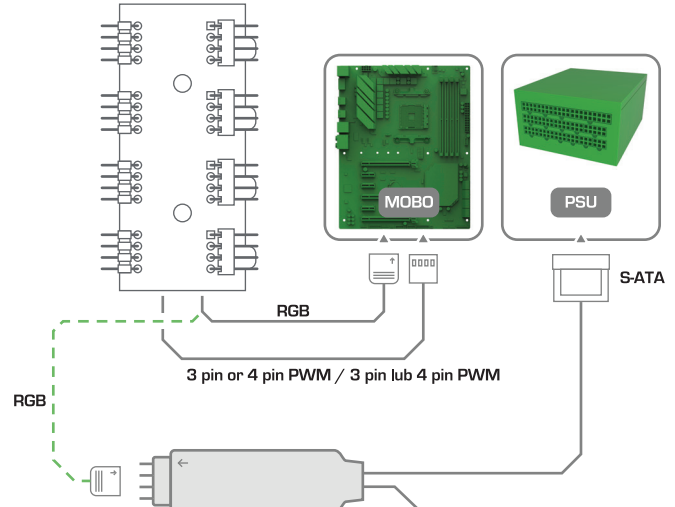 MOBO
PSU
S-ATA
RGB
3 pin or 4 pin PWM / 3 pin lub 4 pin PWM
RGB